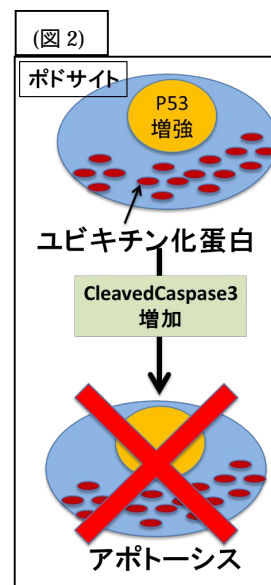 (図 2)
ポドサイト
P53
増強
ユビキチン化蛋白
CleavedCaspase3
増加
アポトーシス